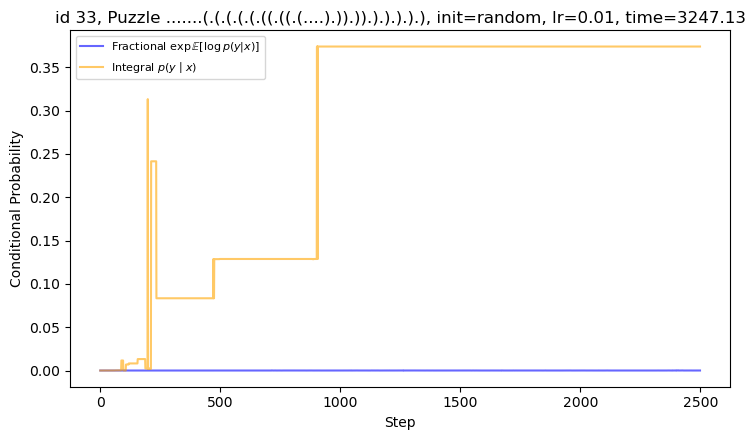 id 33, Puzzle .......(.(.(.(.(.((.((.(....).)).)).).).).).), init=random, lr=0.01, time=3247.13
Fractional exp𝔼[log p(y|x)]
Integral p(y | x)
Conditional Probability
0.35
0.30
0.25
0.20
0.15
0.10
0.05
0.00
0 500 1000 1500 2000 2500
Step